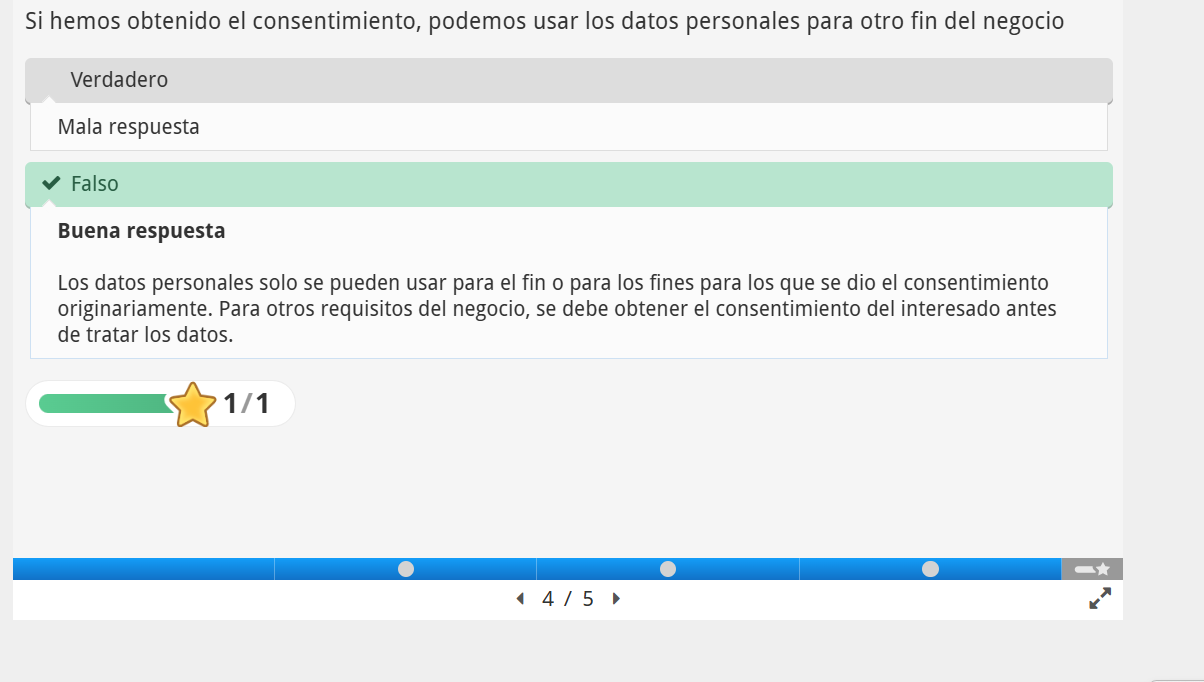 Si hemos obtenido el consentimiento, podemos usar los datos personales para otro fin del negocio
Verdadero
Mala respuesta
Falso
Buena respuesta
Los datos personales solo se pueden usar para el fin o para los fines para los que se dio el consentimiento
originariamente. Para otros requisitos del negocio, se debe obtener el consentimiento del interesado antes
de tratar los datos.
1/1
4 / 5